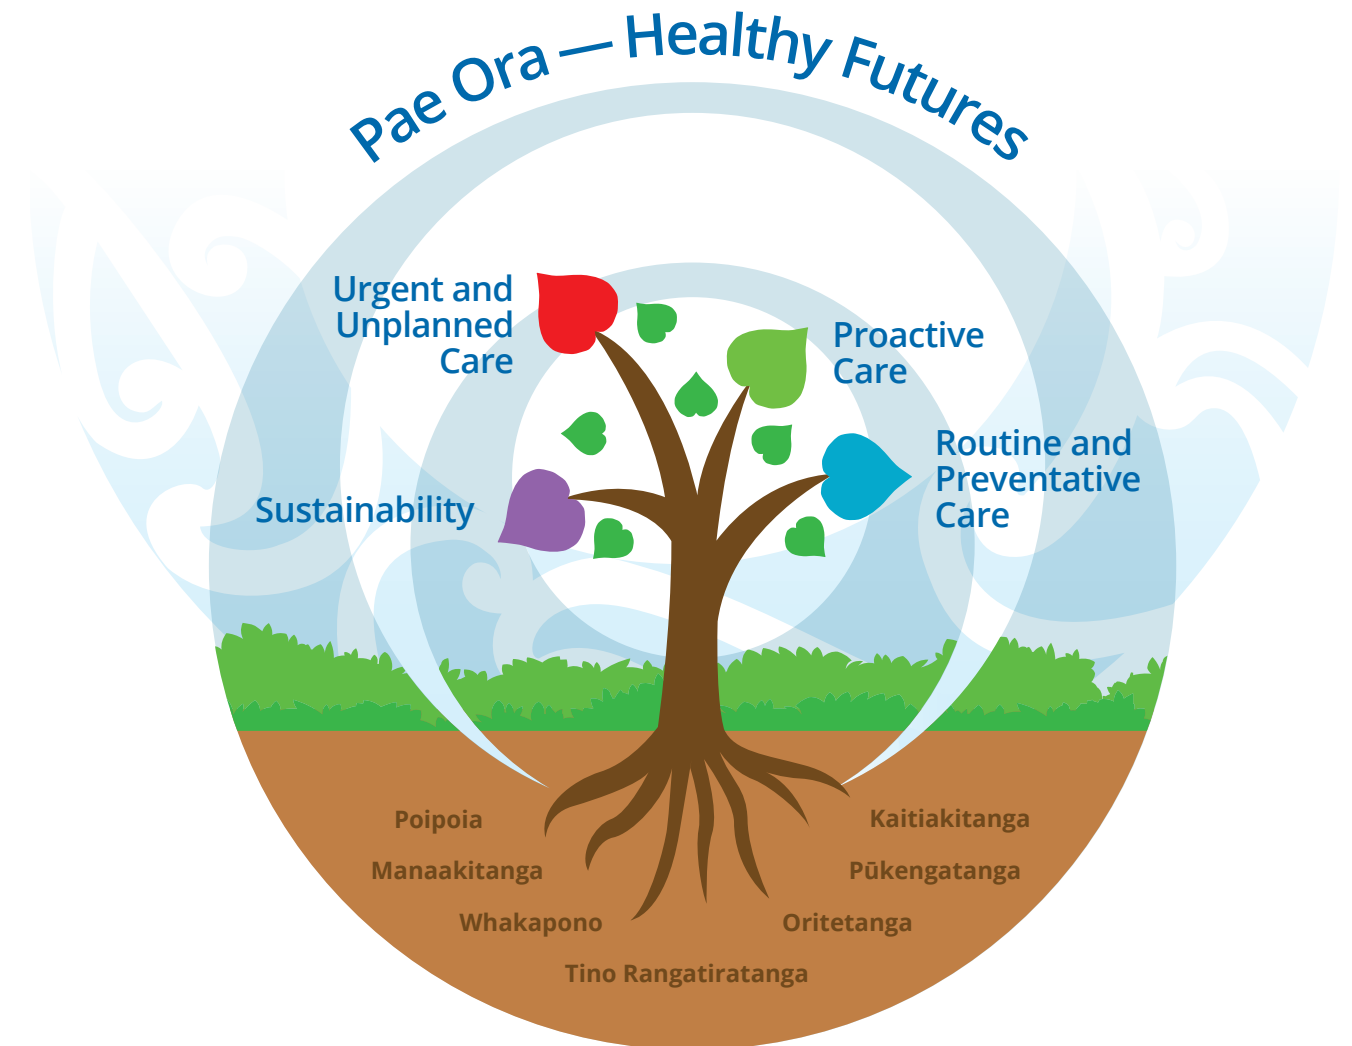 Pae Ora — Healthy Futures
Urgent and
Unplanned
Care
Proactive
Care
Routine and
Preventative
Care
Sustainability
Poipoia
Kaitiakitanga
Manaakitanga
Pūkengatanga
Whakapono
Oritetanga
Tino Rangatiratanga